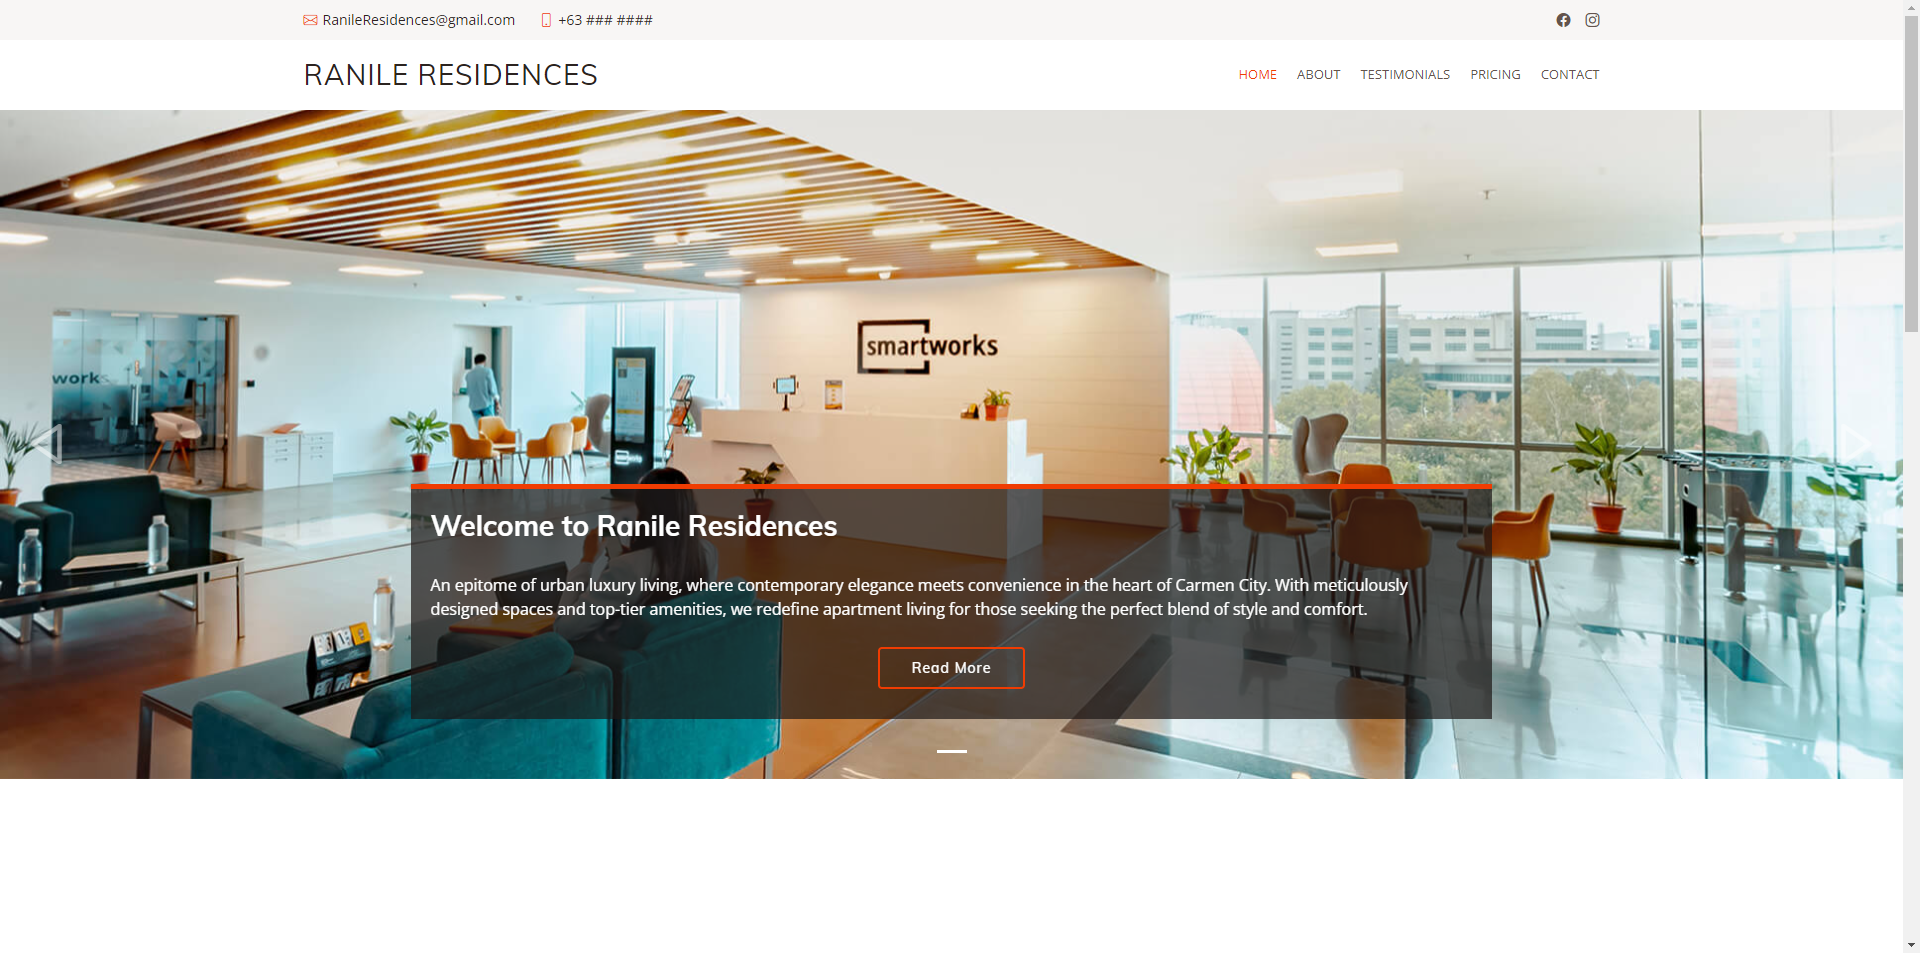 RanileResidences@gmail.com +63 ### ####
RANILE RESIDENCES
HOME ABOUT TESTIMONIALS PRICING CONTACT
smartworks
work
Welcome to Ranile Residences
An epitome of urban luxury living, where contemporary elegance meets convenience in the heart of Carmen City. With meticulously
designed spaces and top-tier amenities, we redefine apartment living for those seeking the perfect blend of style and comfort.
Read More